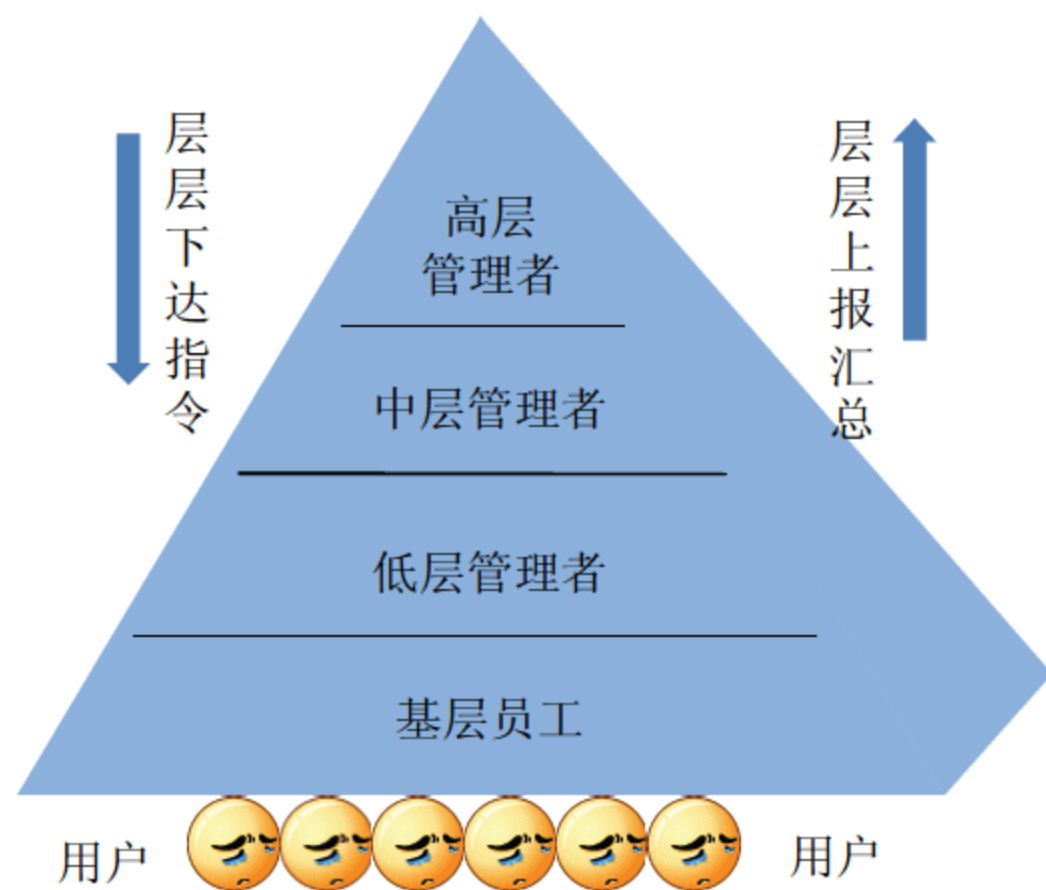 层层下达指令
层层上报汇总
高层
管理者
中层管理者
低层管理者
基层员工
用户
用户